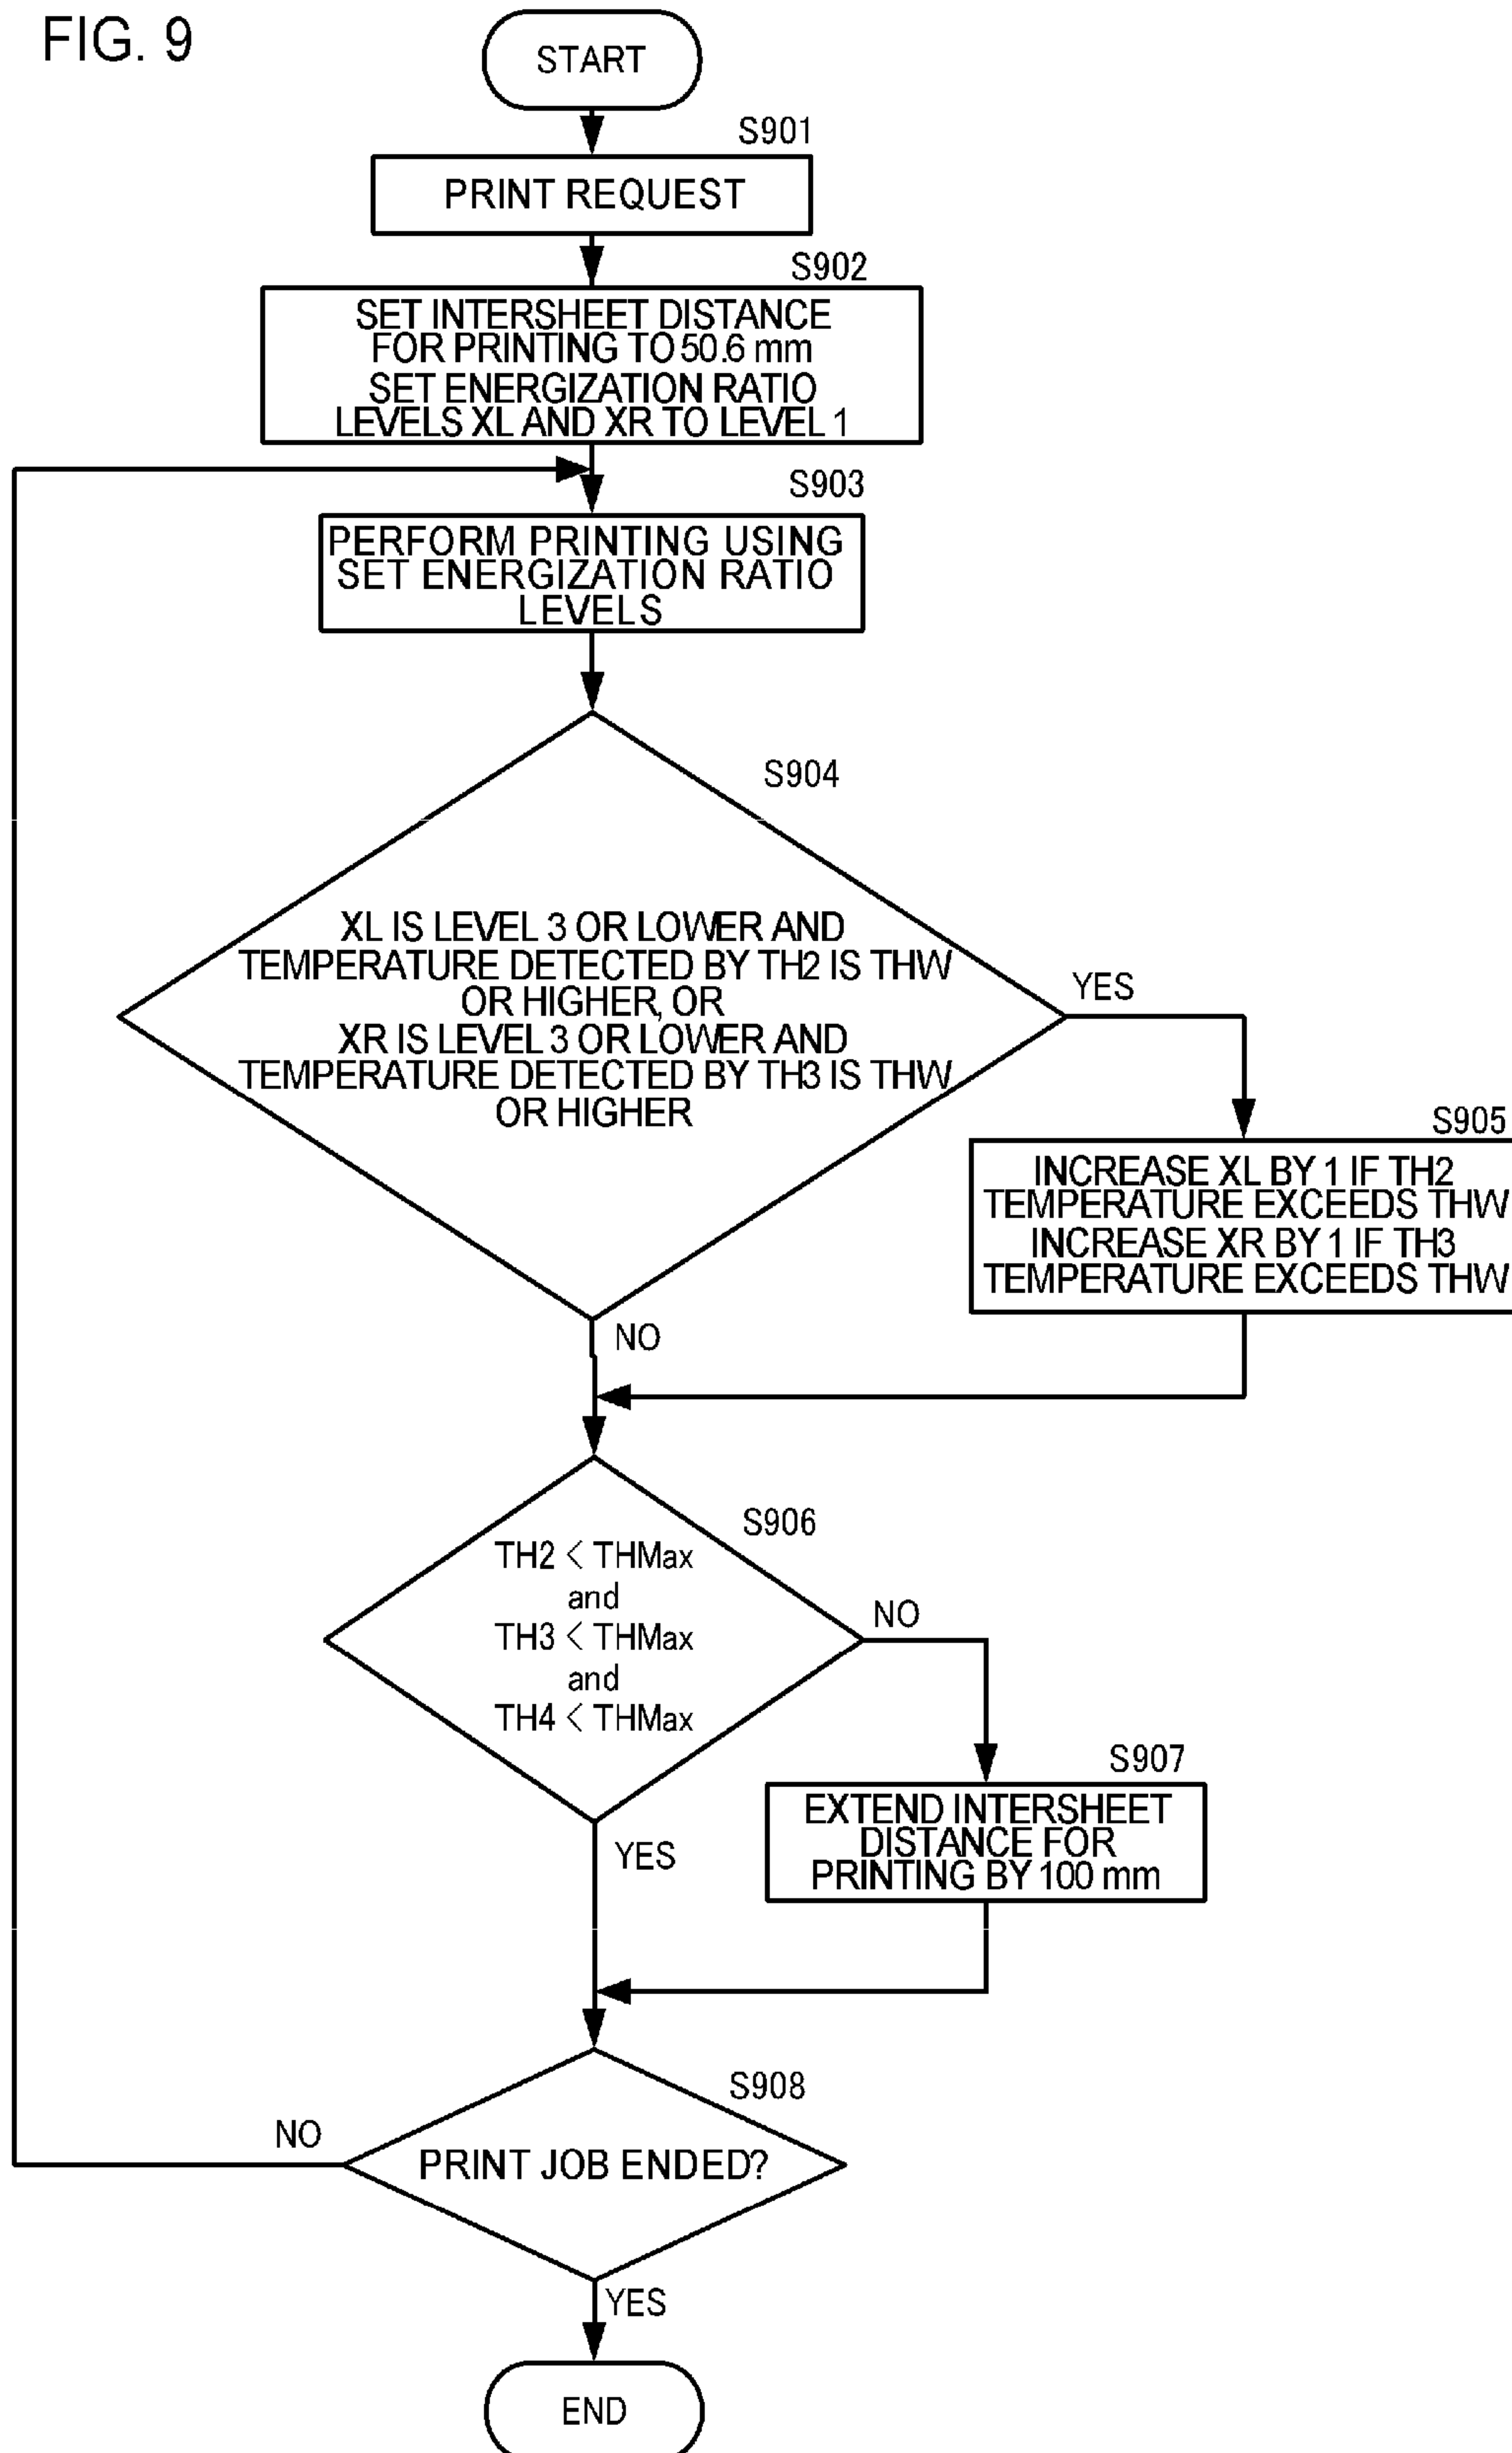 FIG. 9
START
S901
PRINT REQUEST
S902
SET INTERSHEET DISTANCE
FOR PRINTING TO 50.6 mm
SET ENERGIZATION RATIO
LEVELS XL AND XR TO LEVEL 1
S903
PERFORM PRINTING USING
SET ENERGIZATION RATIO
LEVELS
S904
XL IS LEVEL 3 OR LOWER AND
TEMPERATURE DETECTED BY TH2 IS THW
OR HIGHER, OR
XR IS LEVEL 3 OR LOWER AND
TEMPERATURE DETECTED BY TH3 IS THW
OR HIGHER
YES
S905
INCREASE XL BY 1 IF TH2
TEMPERATURE EXCEEDS THW
INCREASE XR BY 1 IF TH3
TEMPERATURE EXCEEDS THW
NO
S906
TH2 < THMax
and
TH3 < THMax
and
TH4 < THMax
NO
S907
EXTEND INTERSHEET
DISTANCE FOR
PRINTING BY 100 mm
YES
S908
NO
PRINT JOB ENDED?
YES
END